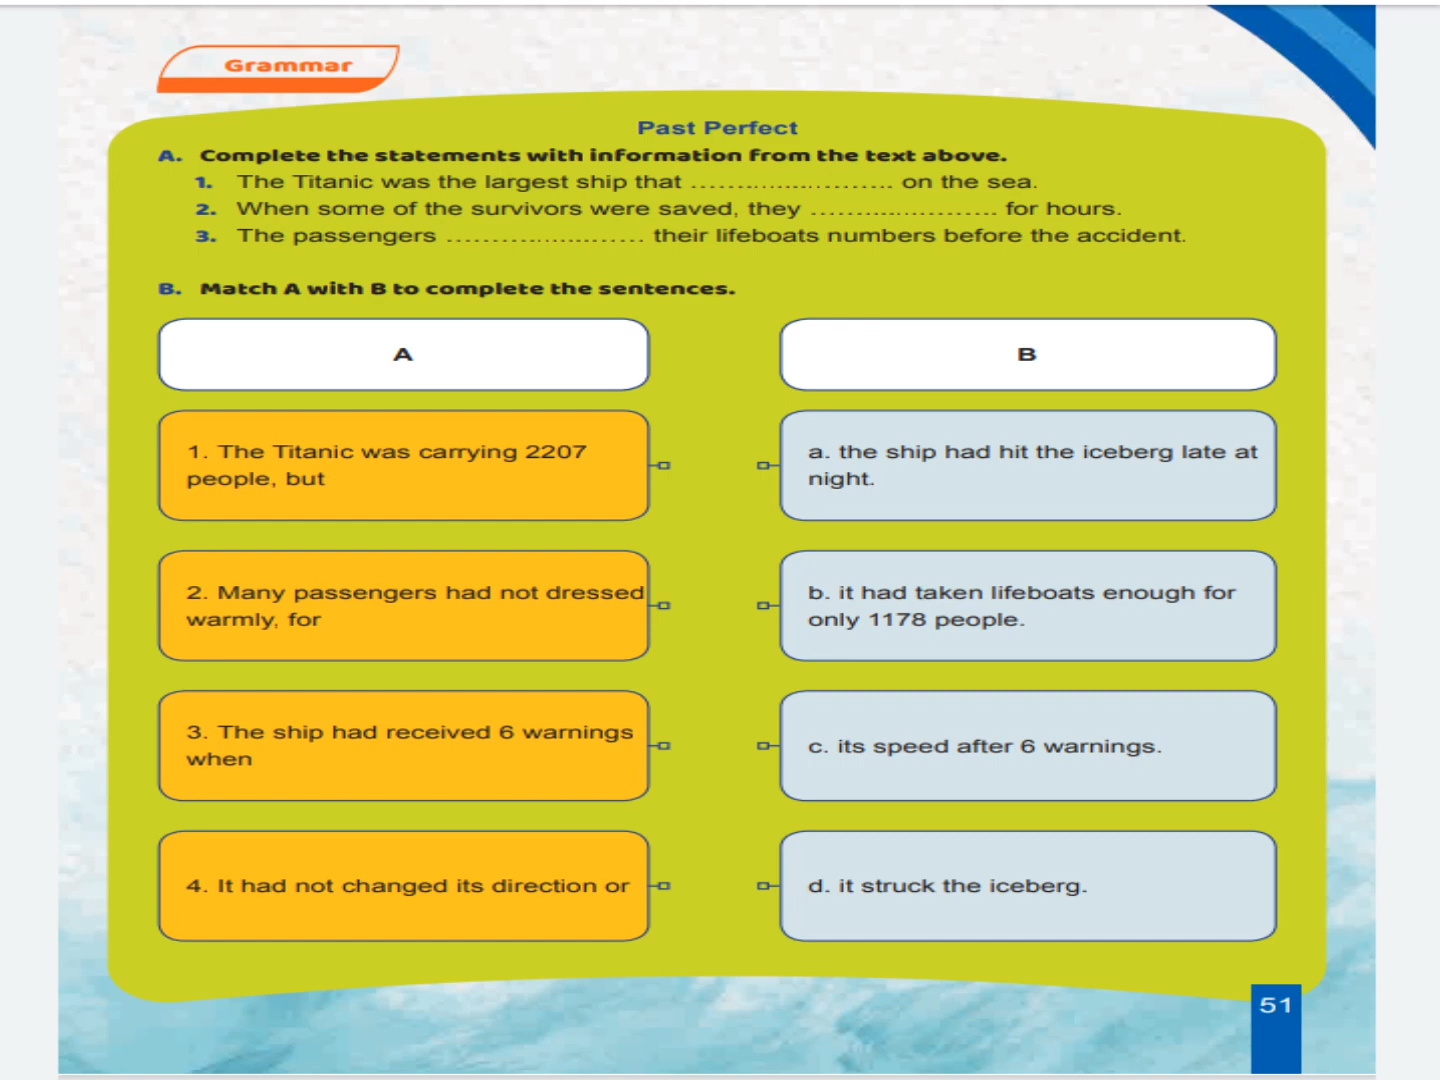 Grammar
Past Perfect
A. Complete the statements with information from the text above.
1. The Titanic was the largest ship that .............................. on the sea.
2. When some of the survivors were saved, they ............................ for hours.
3. The passengers .............................. their lifeboats numbers before the accident.
B. Match A with B to complete the sentences.
A
B
1. The Titanic was carrying 2207
people, but
a. the ship had hit the iceberg late at
night.
2. Many passengers had not dressed
warmly, for
b. it had taken lifeboats enough for
only 1178 people.
3. The ship had received 6 warnings
when
c. its speed after 6 warnings.
4. It had not changed its direction or
d. it struck the iceberg.
51